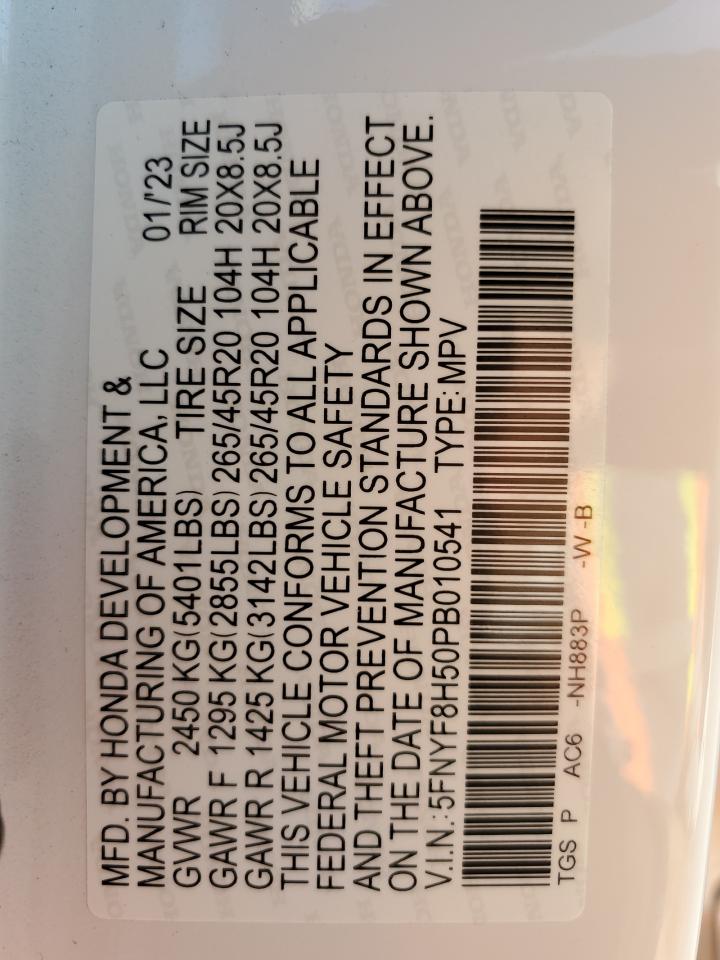 MFD. BY HONDA DEVELOPMENT &
MANUFACTURING OF AMERICA, LLC 01/'23
GVWR 2450 KG(5401LBS) TIRE SIZE RIM SIZE
GAWR F 1295 KG(2855LBS) 265/45R20 104H 20X8.5J
GAWR R 1425 KG(3142LBS) 265/45R20 104H 20X8.5J
THIS VEHICLE CONFORMS TO ALL APPLICABLE
FEDERAL MOTOR VEHICLE SAFETY
AND THEFT PREVENTION STANDARDS IN EFFECT
ON THE DATE OF MANUFACTURE SHOWN ABOVE.
V.I.N.:5FNYF8H50PB010541 TYPE:MPV
TGS P AC6 -NH883P -W-B